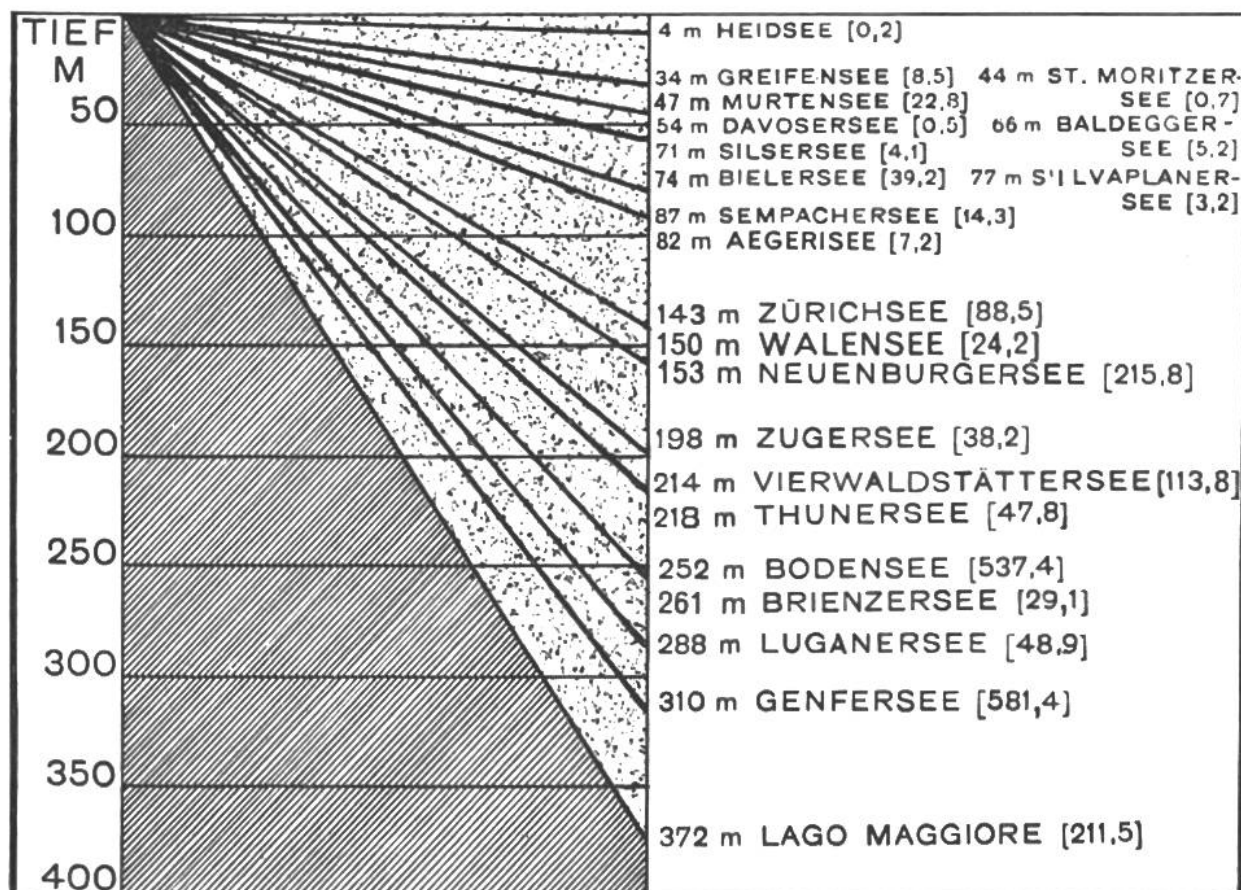 TIEF
M
50
100
150
200
250
300
350
400
4 m HEIDSEE [0,2]
34 m GREIFENSEE [8,5] 44 m ST. MORITZER-
47 m MURTENSEE [22,8] SEE [0,7]
54 m DAVOSERSEE [0,5] 66 m BALDEGGER-
71 m SILSERSEE [4,1] SEE [5,2]
74 m BIELERSEE [39,2] 77 m S'ILVAPLANER-
87 m SEMPACHERSEE [14,3] SEE [3,2]
82 m AEGERISEE [7,2]
143 m ZÜRICHSEE [88,5]
150 m WALENSEE [24,2]
153 m NEUENBURGERSEE [215,8]
198 m ZUGERSEE [38,2]
214 m VIERWALDSTÄTTERSEE [113,8]
218 m THUNERSEE [47,8]
252 m BODENSEE [537,4]
261 m BRIENZERSEE [29,1]
288 m LUGANERSEE [48,9]
310 m GENFERSEE [581,4]
372 m LAGO MAGGIORE [211,5]